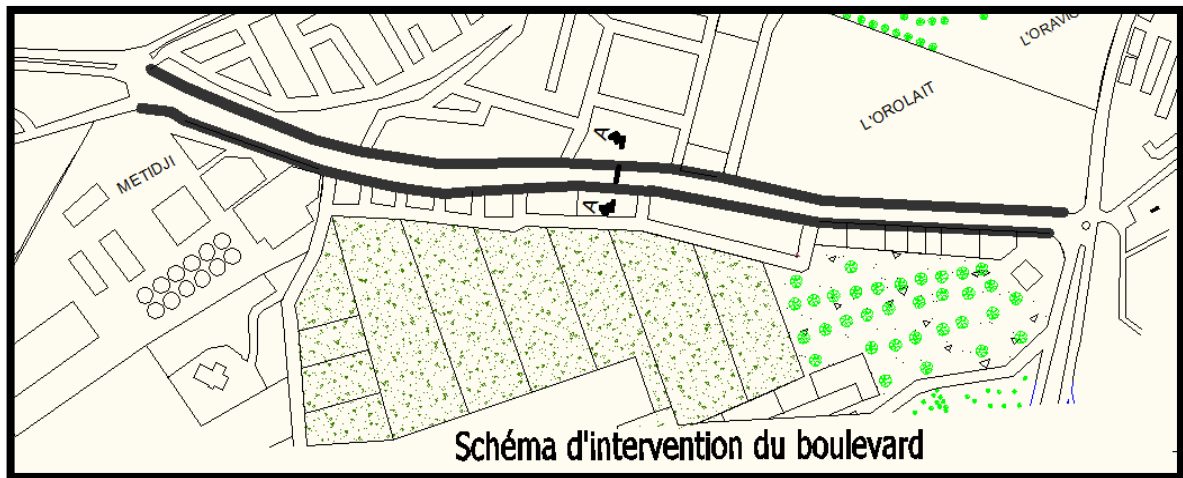 L'ORAVIO
L'OROLAIT
A
METIDJI
A
Schéma d'intervention du boulevard